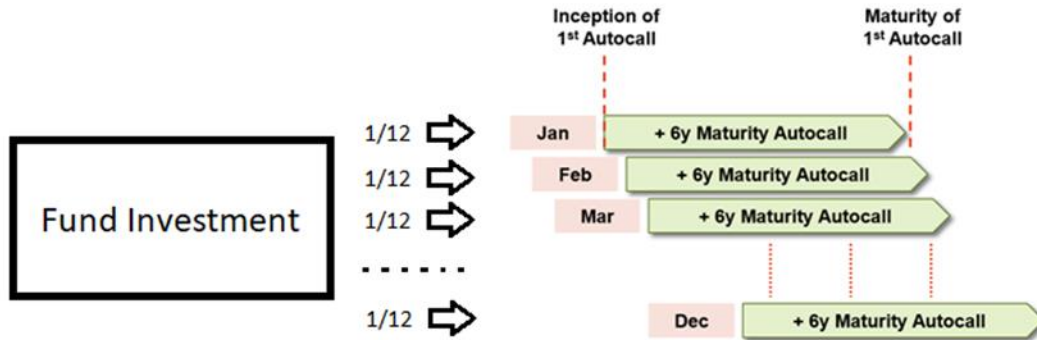 Inception of
1st Autocall
Maturity of
1st Autocall
Fund Investment
1/12
Jan
+ 6y Maturity Autocall
1/12
Feb
+ 6y Maturity Autocall
1/12
Mar
+ 6y Maturity Autocall
1/12
Dec
+ 6y Maturity Autocall